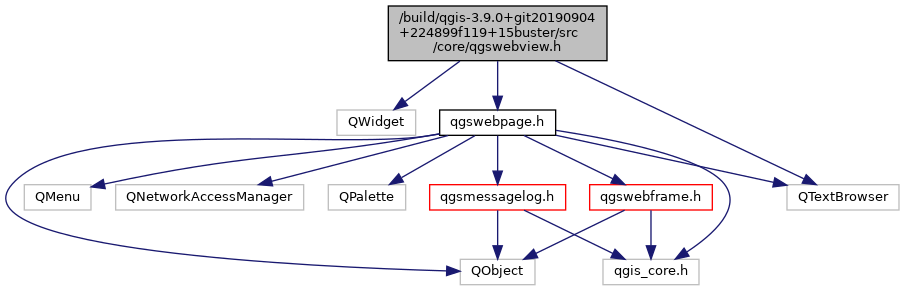 /build/qgis-3.9.0+git20190904
+224899f119+15buster/src
/core/qgswebview.h
QWidget
qgswebpage.h
QMenu
QNetworkAccessManager
QPalette
qgsmessagelog.h
qgswebframe.h
QTextBrowser
QObject
qgis_core.h